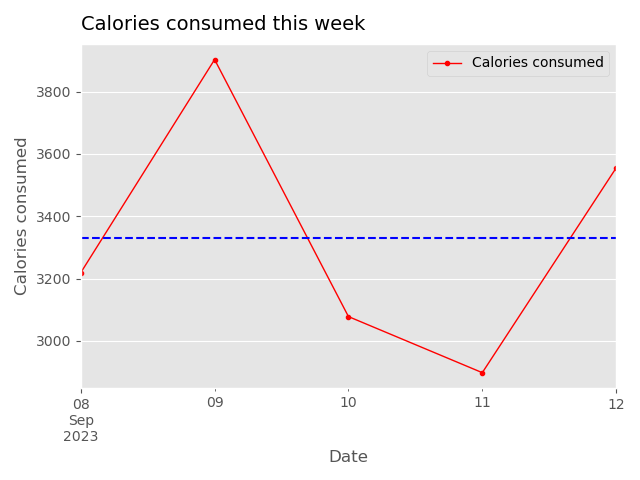 Calories consumed this week
Calories consumed
3800
3600
3400
3200
3000
Calories consumed
08
Sep
2023
09
10
11
12
Date